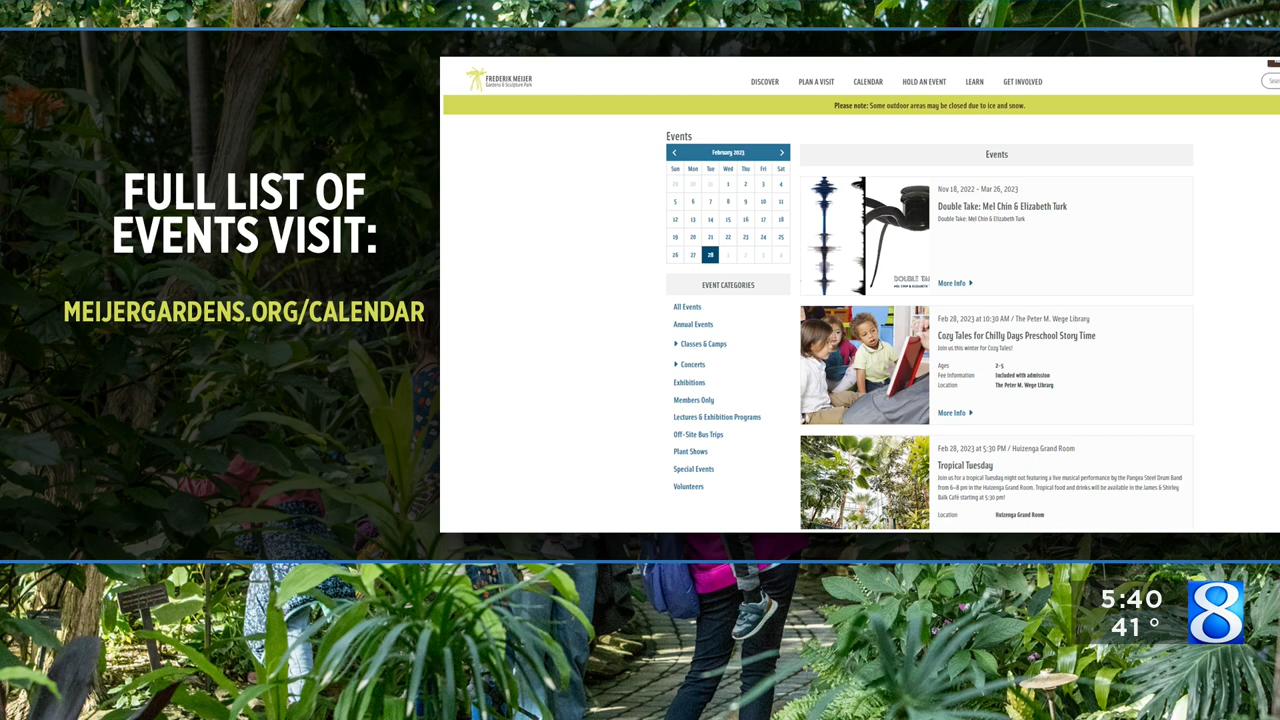 FULL LIST OF
EVENTS VISIT:
MEIJERGARDENS.ORG/CALENDAR
FREDERIK MEIJER
Gardens & Sculpture Park
DISCOVER PLAN A VISIT CALENDAR HOLD AN EVENT LEARN GET INVOLVED
Please note: Some outdoor areas may be closed due to ice and snow.
Events
February 2023
Sun Mon Tue Wed Thu Fri Sat
29 30 31 1 2 3 4
5 6 7 8 9 10 11
12 13 14 15 16 17 18
19 20 21 22 23 24 25
26 27 28 1 2 3 4
EVENT CATEGORIES
All Events
Annual Events
Classes & Camps
Concerts
Exhibitions
Members Only
Lectures & Exhibition Programs
Off-Site Bus Trips
Plant Shows
Special Events
Volunteers
Events
Nov 18, 2022 - Mar 26, 2023
Double Take: Mel Chin & Elizabeth Turk
Double Take: Mel Chin & Elizabeth Turk
More Info
DOUBLE TA
MEL CHIN & ELIZABETH
Feb 28, 2023 at 10:30 AM / The Peter M. Wege Library
Cozy Tales for Chilly Days Preschool Story Time
Join us this winter for Cozy Tales!
Ages 2-5
Fee Information Included with admission
Location The Peter M. Wege Library
More Info
Feb 28, 2023 at 5:30 PM / Huizenga Grand Room
Tropical Tuesday
Join us for a tropical Tuesday night out featuring a live musical performance by the Pangea Steel Drum Band
from 6–8 pm in the Huizenga Grand Room. Tropical food and drinks will be available in the James & Shirley
Balk Café starting at 5:30 pm!
Location Huizenga Grand Room
5:40
41°
8